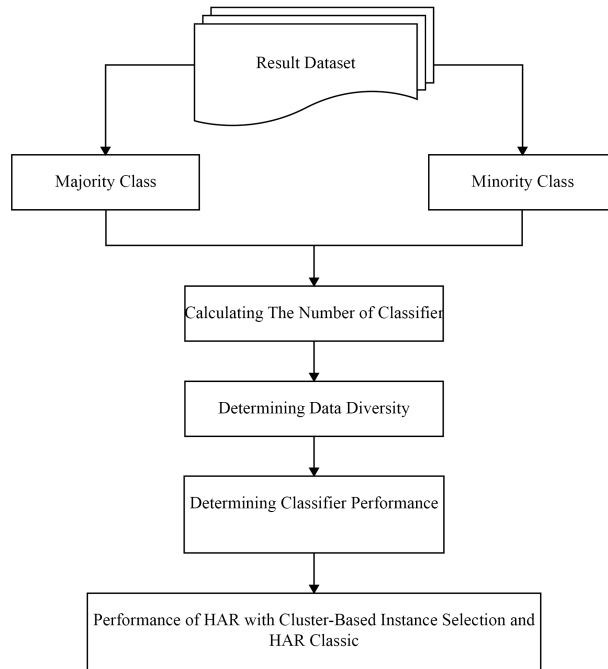 Result Dataset
Majority Class
Minority Class
Calculating The Number of Classifier
Determining Data Diversity
Determining Classifier Performance
Performance of HAR with Cluster-Based Instance Selection and
HAR Classic